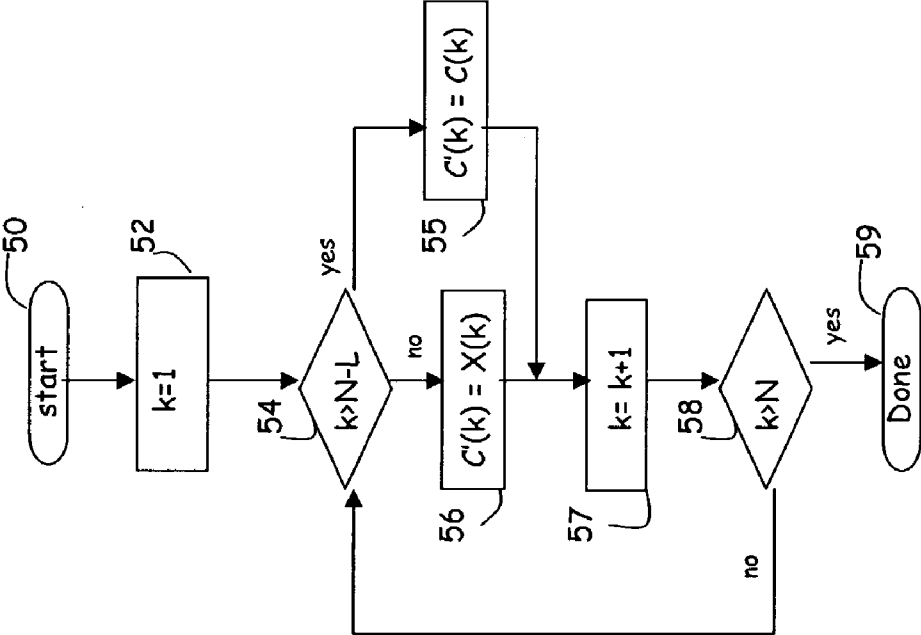 50
start
52
k=1
54
k>N-L
yes
no
55
C'(k) = C(k)
56
C'(k) = X(k)
57
k= k+1
58
k>N
no
yes
59
Done